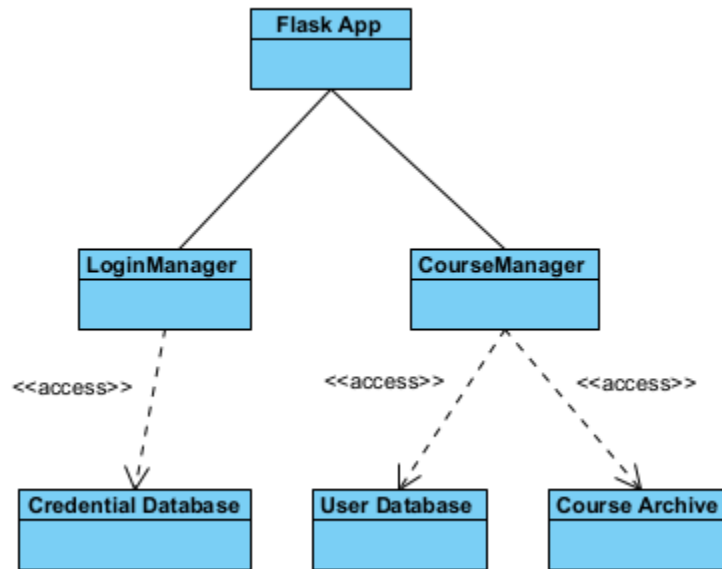 Flask App
LoginManager
CourseManager
<<access>>
<<access>>
<<access>>
Credential Database
User Database
Course Archive